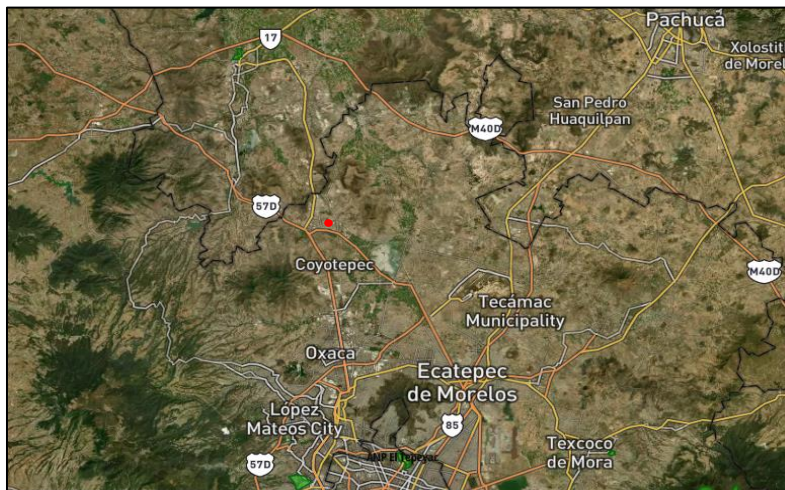 17
Pachuca
Xolostitl
de Morel
San Pedro
Huaquilpan
M40D
57D
Coyotepec
M40D
Tecámac
Municipality
Oxaca
Ecatepec
de Morelos
López
Mateos City
85
Texcoco
de Mora
57D
ANP El Tepeyac